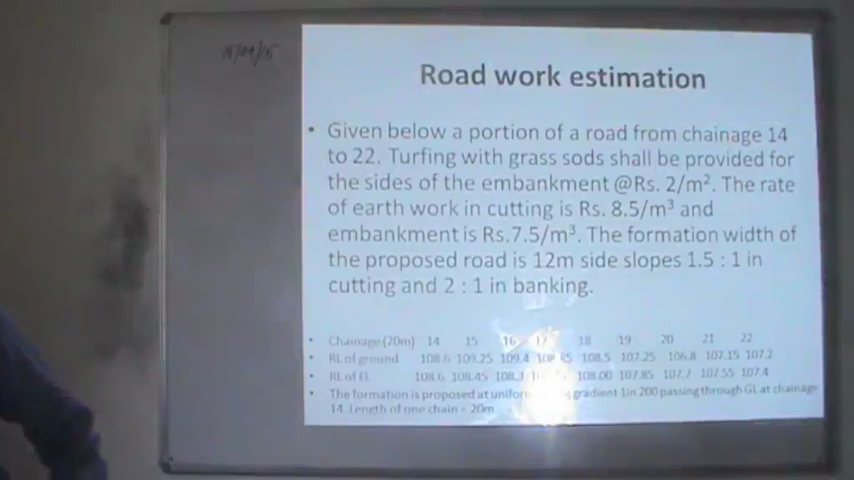 Road work estimation
• Given below a portion of a road from chainage 14
to 22. Turfing with grass sods shall be provided for
the sides of the embankment @Rs. 2/m². The rate
of earth work in cutting is Rs. 8.5/m³ and
embankment is Rs.7.5/m³. The formation width of
the proposed road is 12m side slopes 1.5 : 1 in
cutting and 2 : 1 in banking.
• Chainage (20m) 14 15 16 17 18 19 20 21 22
• RL of ground 108.6 109.25 109.4 108.5 107.25 106.8 107.15 107.2
• RL of FL 108.6 108.45 108.3 108.00 107.85 107.7 107.55 107.4
• The formation is proposed at gradient 1in 200 passing through GL at chainage
14. Length of one chain = 20m